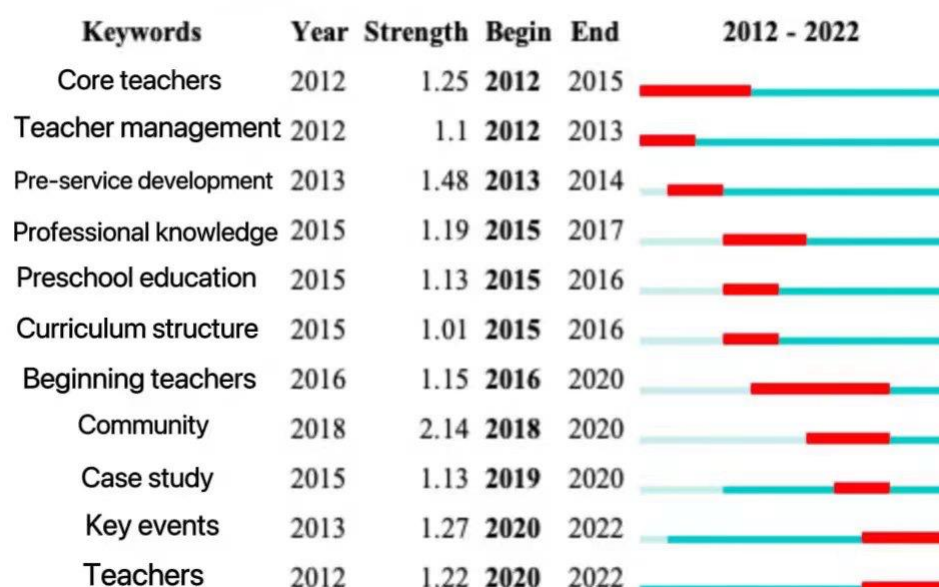 Keywords Year Strength Begin End 2012 - 2022
Core teachers 2012 1.25 2012 2015
Teacher management 2012 1.1 2012 2013
Pre-service development 2013 1.48 2013 2014
Professional knowledge 2015 1.19 2015 2017
Preschool education 2015 1.13 2015 2016
Curriculum structure 2015 1.01 2015 2016
Beginning teachers 2016 1.15 2016 2020
Community 2018 2.14 2018 2020
Case study 2015 1.13 2019 2020
Key events 2013 1.27 2020 2022
Teachers 2012 1.22 2020 2022